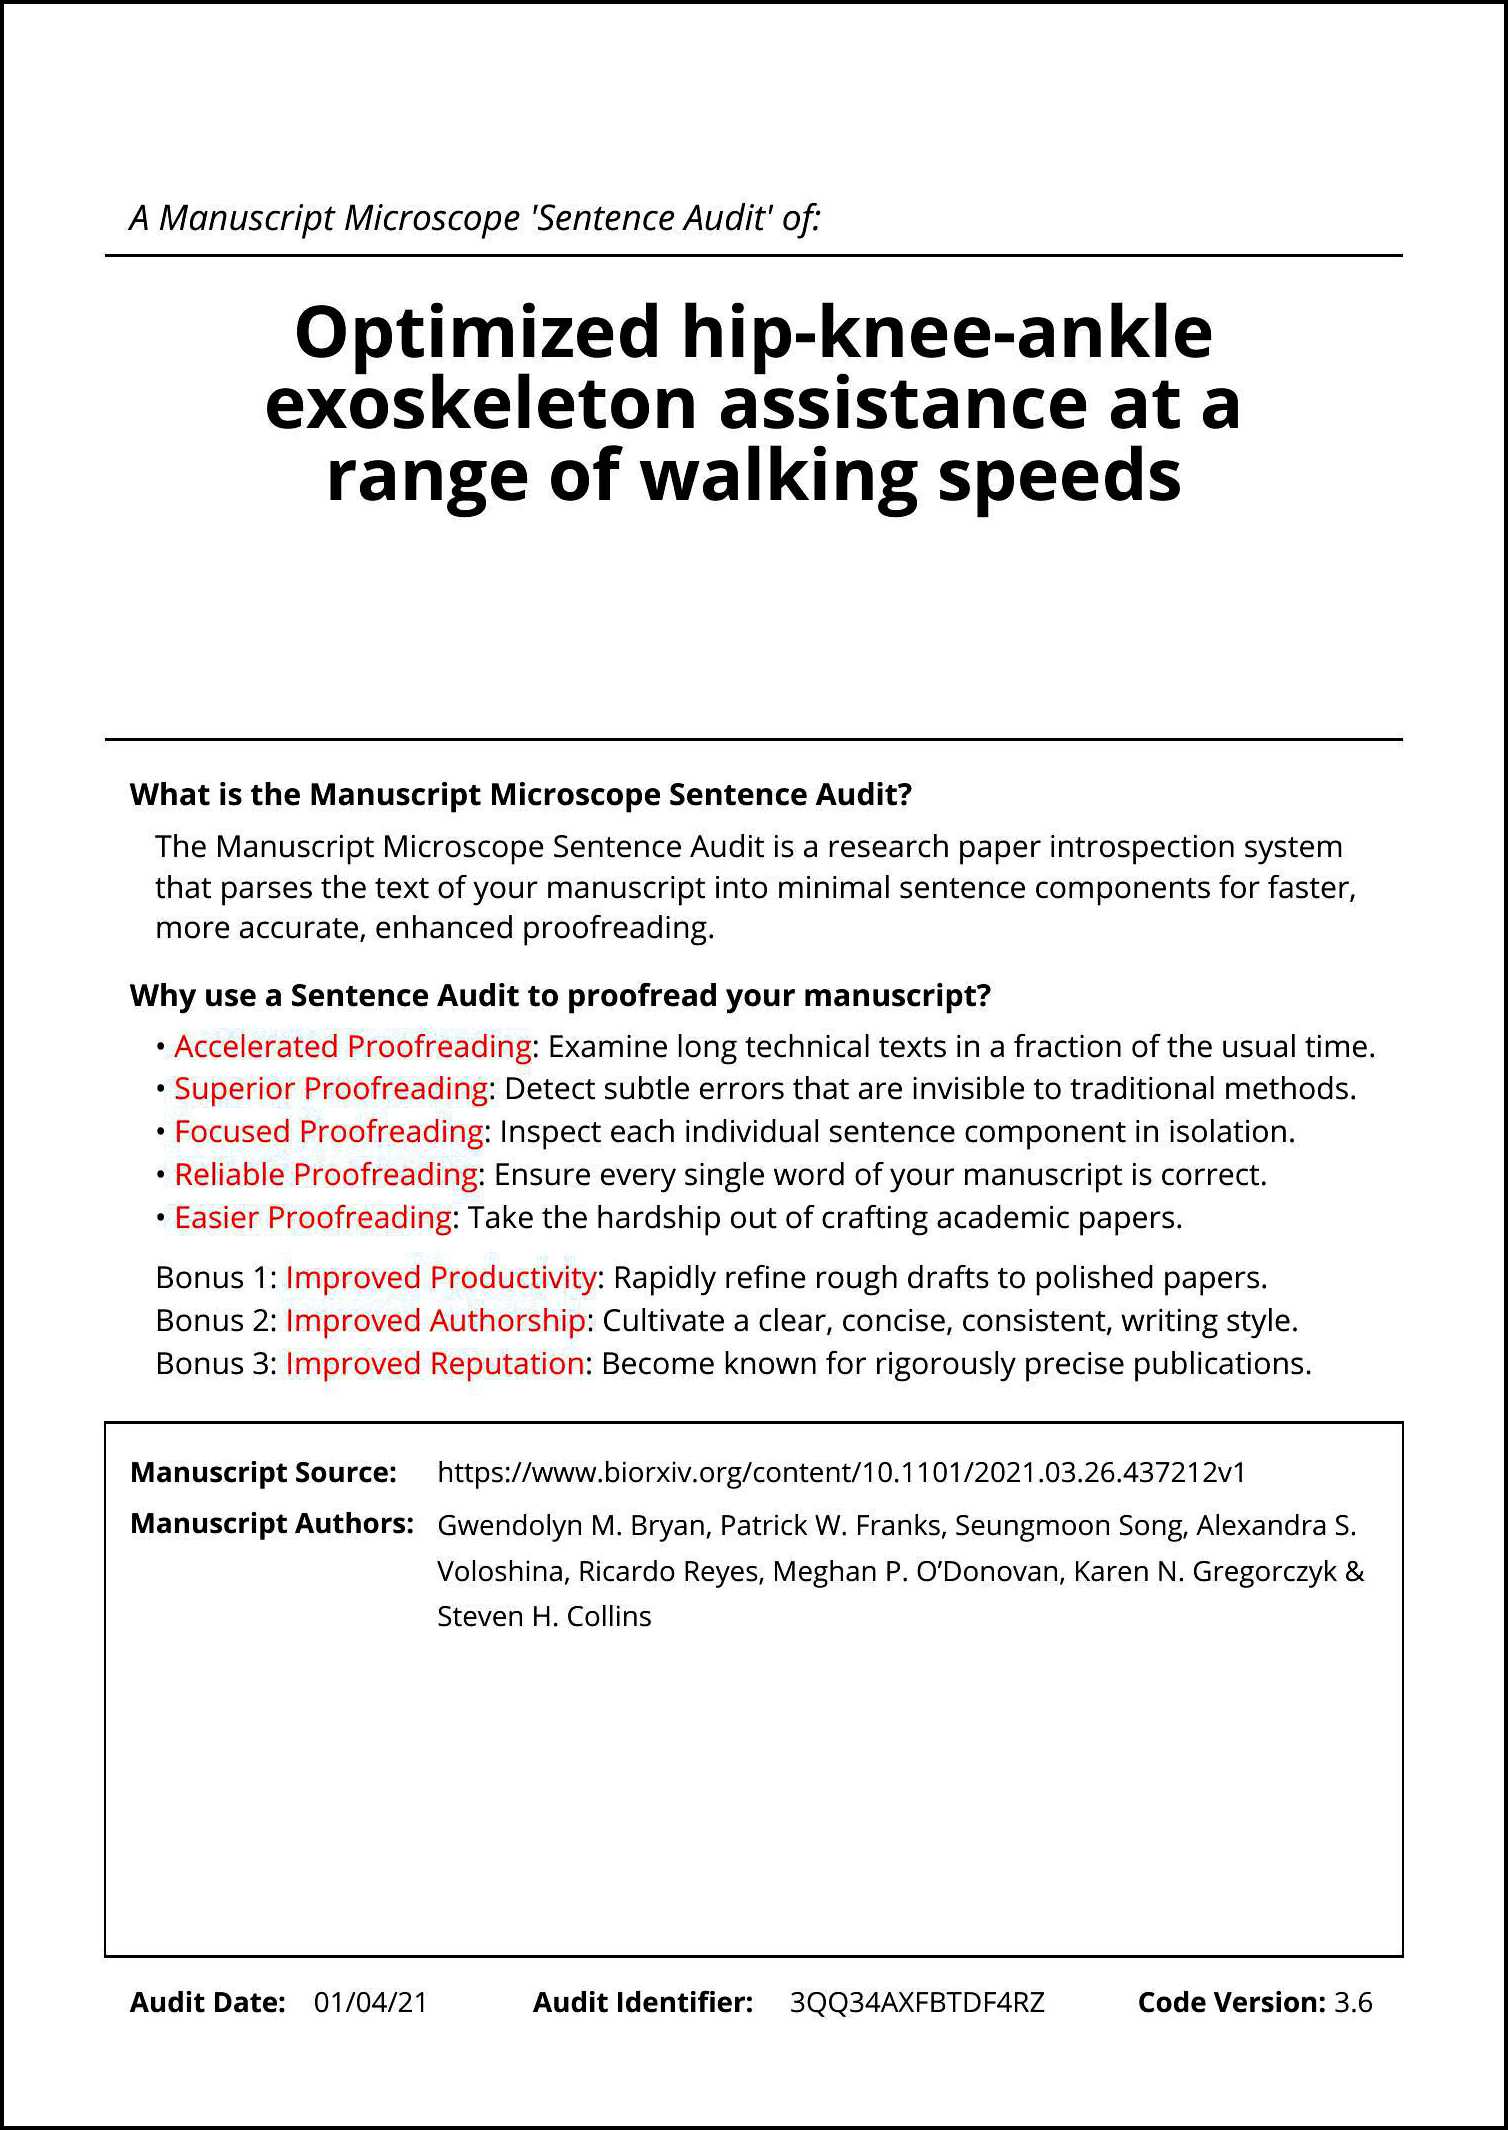 A Manuscript Microscope 'Sentence Audit' of:
Optimized hip-knee-ankle
exoskeleton assistance at a
range of walking speeds
What is the Manuscript Microscope Sentence Audit?
The Manuscript Microscope Sentence Audit is a research paper introspection system
that parses the text of your manuscript into minimal sentence components for faster,
more accurate, enhanced proofreading.
Why use a Sentence Audit to proofread your manuscript?
• Accelerated Proofreading: Examine long technical texts in a fraction of the usual time.
• Superior Proofreading: Detect subtle errors that are invisible to traditional methods.
• Focused Proofreading: Inspect each individual sentence component in isolation.
• Reliable Proofreading: Ensure every single word of your manuscript is correct.
• Easier Proofreading: Take the hardship out of crafting academic papers.
Bonus 1: Improved Productivity: Rapidly refine rough drafts to polished papers.
Bonus 2: Improved Authorship: Cultivate a clear, concise, consistent, writing style.
Bonus 3: Improved Reputation: Become known for rigorously precise publications.
Manuscript Source: https://www.biorxiv.org/content/10.1101/2021.03.26.437212v1
Manuscript Authors: Gwendolyn M. Bryan, Patrick W. Franks, Seungmoon Song, Alexandra S.
Voloshina, Ricardo Reyes, Meghan P. O’Donovan, Karen N. Gregorczyk &
Steven H. Collins
Audit Date: 01/04/21 Audit Identifier: 3QQ34AXFBTDF4RZ Code Version: 3.6